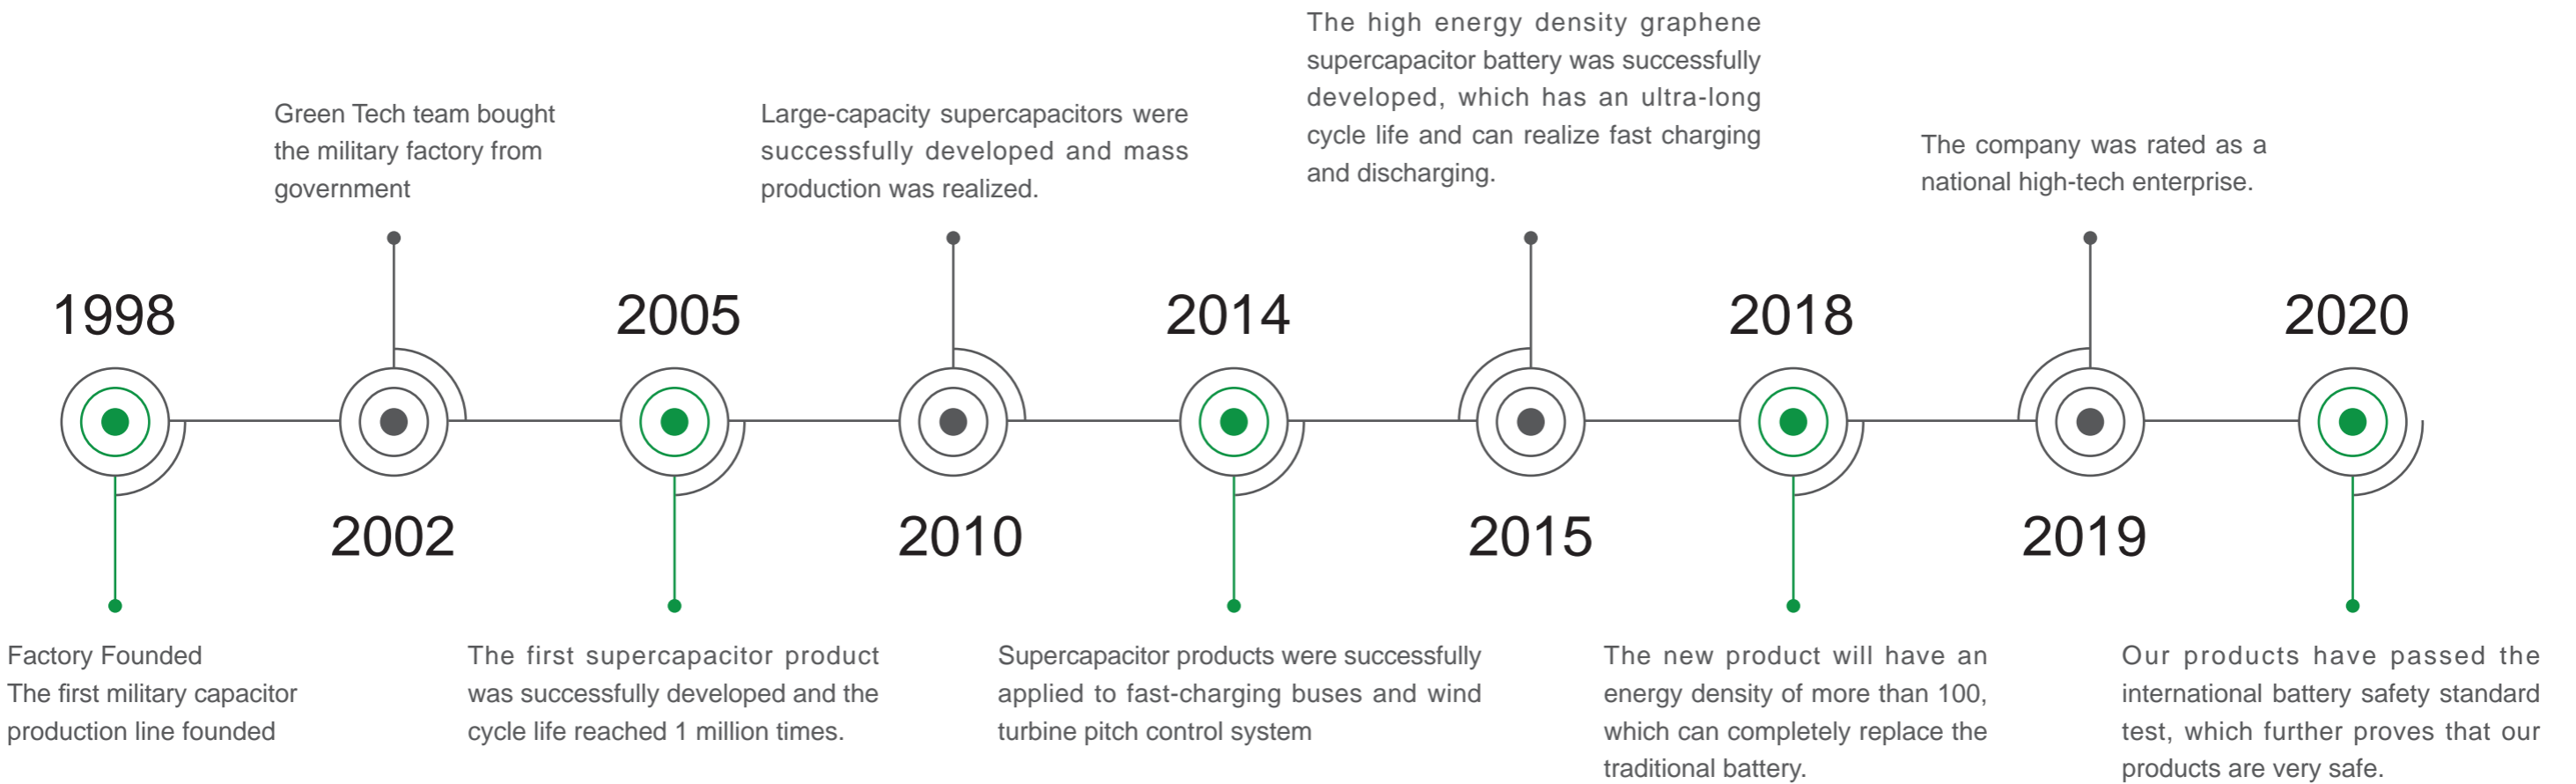 1998
Factory Founded
The first military capacitor
production line founded
Green Tech team bought
the military factory from
government
2002
2005
The first supercapacitor product
was successfully developed and the
cycle life reached 1 million times.
Large-capacity supercapacitors were
successfully developed and mass
production was realized.
2010
2014
Supercapacitor products were successfully
applied to fast-charging buses and wind
turbine pitch control system
The high energy density graphene
supercapacitor battery was successfully
developed, which has an ultra-long
cycle life and can realize fast charging
and discharging.
2015
2018
The new product will have an
energy density of more than 100,
which can completely replace the
traditional battery.
The company was rated as a
national high-tech enterprise.
2019
2020
Our products have passed the
international battery safety standard
test, which further proves that our
products are very safe.